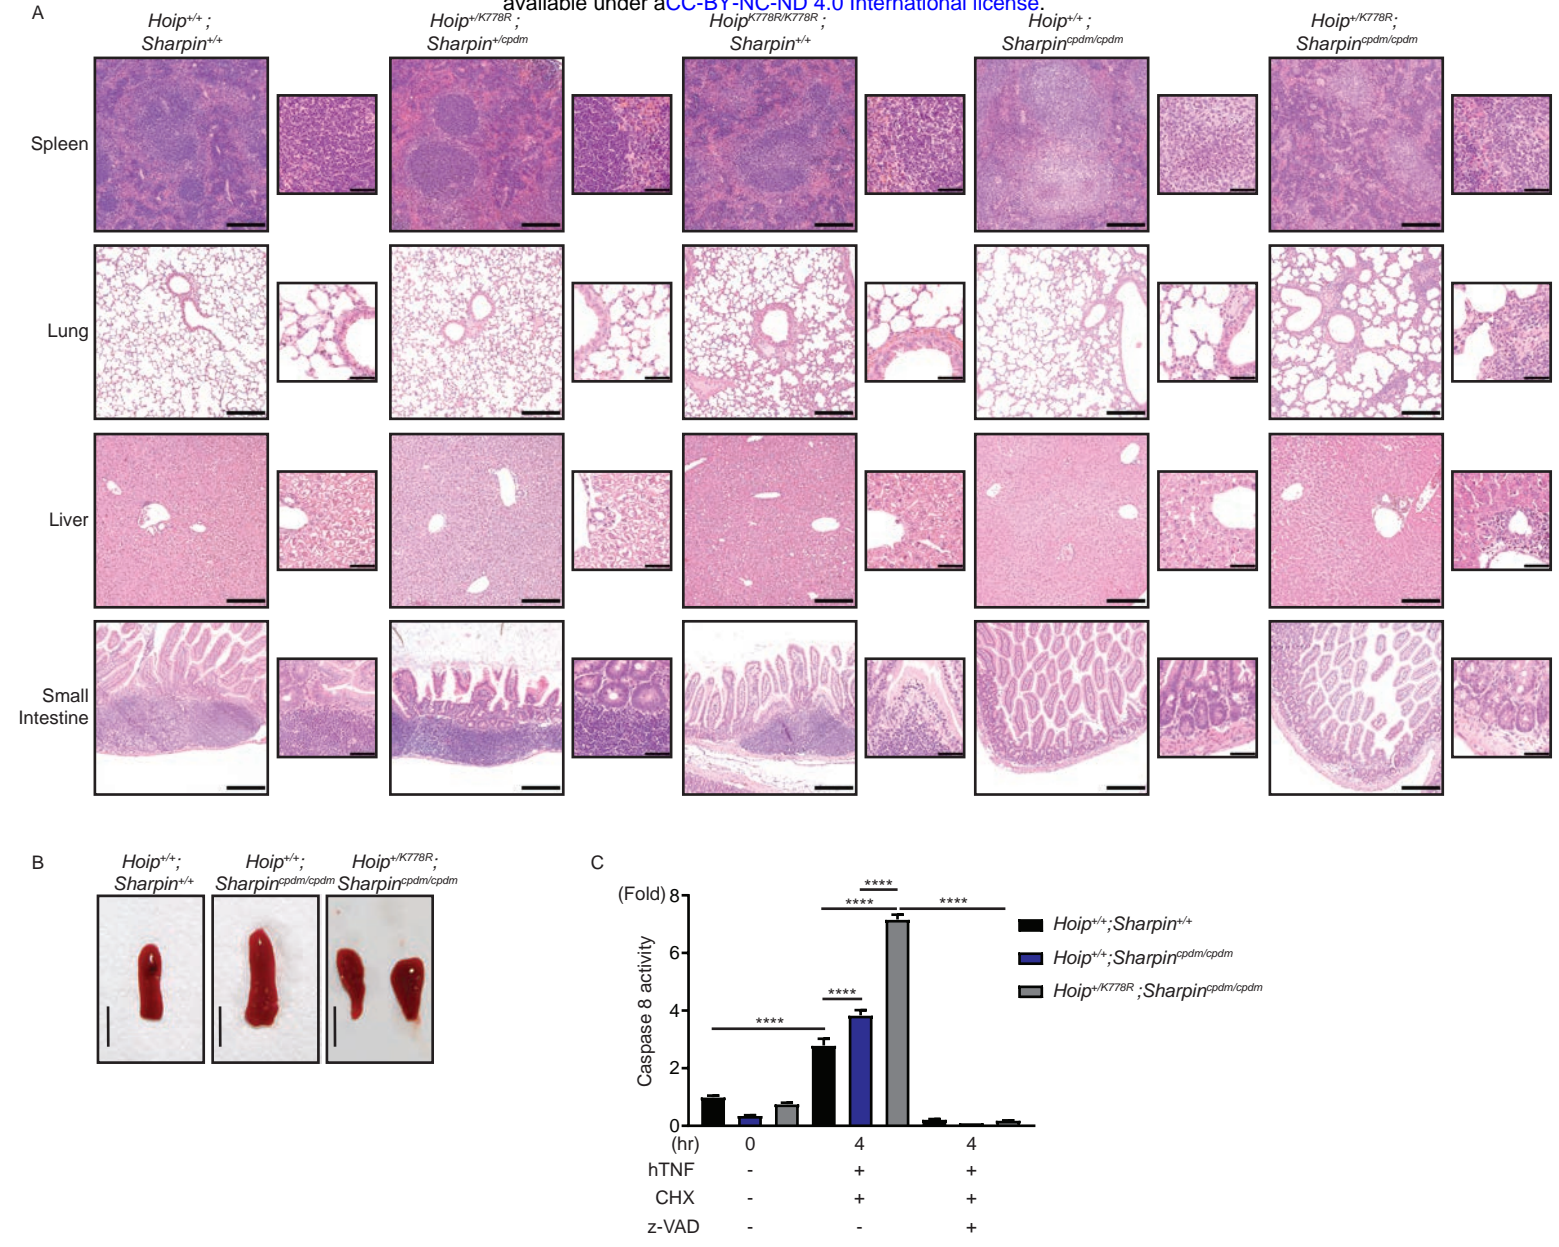 available under aCC-BY-NC-ND 4.0 International license.
A
Hoip+/+ ;
Sharpin+/+
Hoip+/K778R ;
Sharpin+/cpdm
HoipK778R/K778R ;
Sharpin+/+
Hoip+/+ ;
Sharpincpdm/cpdm
Hoip+/K778R;
Sharpincpdm/cpdm
Spleen
Lung
Liver
Small
Intestine
B
Hoip+/+;
Sharpin+/+
Hoip+/+;
Sharpincpdm/cpdm
Hoip+/K778R;
Sharpincpdm/cpdm
C
(Fold)
Caspase 8 activity
8
6
4
2
0
****
****
****
****
****
Hoip+/+;Sharpin+/+
Hoip+/+;Sharpincpdm/cpdm
Hoip+/K778R ;Sharpincpdm/cpdm
(hr) 0 4 4
hTNF - + +
CHX - + +
z-VAD - - +